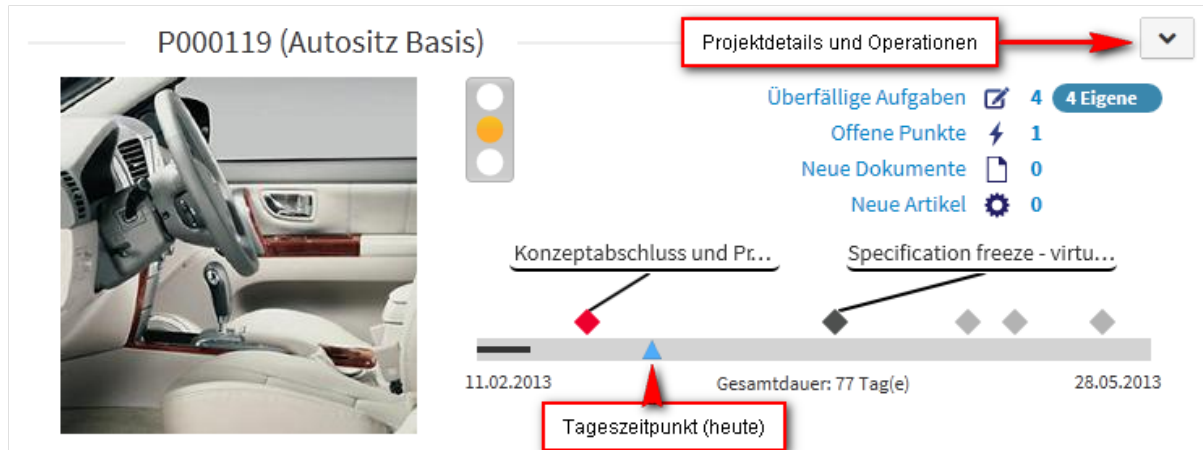 P000119 (Autositz Basis)
Projektdetails und Operationen
Überfällige Aufgaben 4 4 Eigene
Offene Punkte 1
Neue Dokumente 0
Neue Artikel 0
Konzeptabschluss und Pr... Specification freeze - virtu...
11.02.2013 Gesamtdauer: 77 Tag(e) 28.05.2013
Tageszeitpunkt (heute)